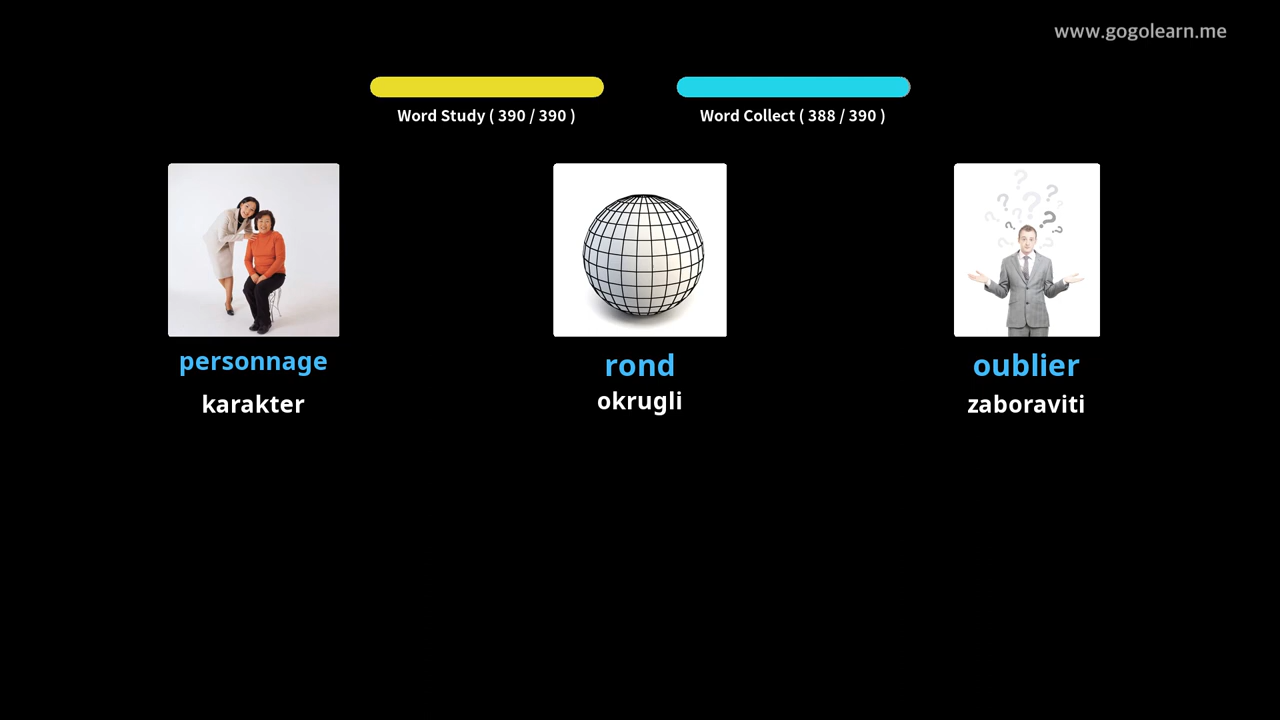 www.gogolearn.me
Word Study ( 390 / 390 )
Word Collect ( 388 / 390 )
personnage
karakter
rond
okrugli
oublier
zaboraviti